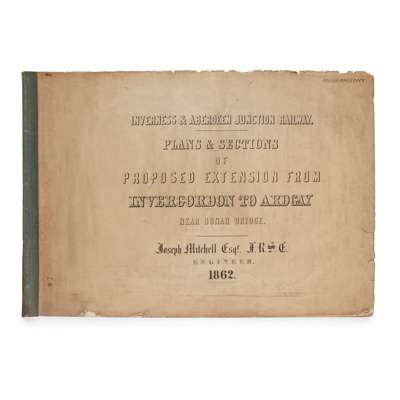 INVERNESS & ABERDEEN JUNCTION RAILWAY.
PLANS & SECTIONS
OF
PROPOSED EXTENSION FROM
INVERGORDON TO ARDGAY
NEAR BONAR BRIDGE.
Joseph Mitchell Esqr. F.R.S.E.
ENGINEER.
1862.